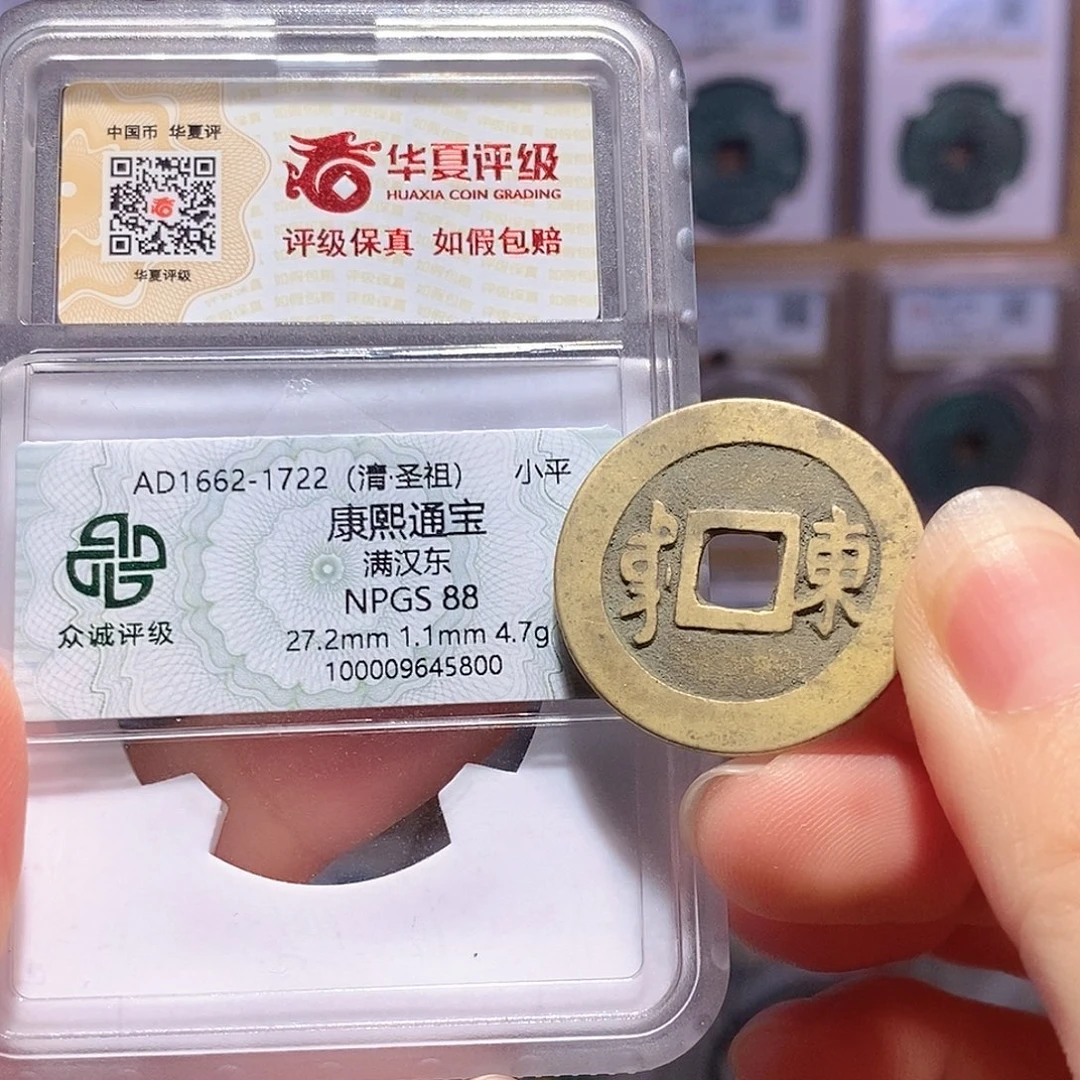 中国币 华夏评
华夏评级
华夏评级
HUAXIA COIN GRADING
评级保真 如假包赔
AD1662-1722（清·圣祖） 小平
康熙通宝
满汉东
NPGS 88
27.2mm 1.1mm 4.7g
100009645800
众诚评级
東